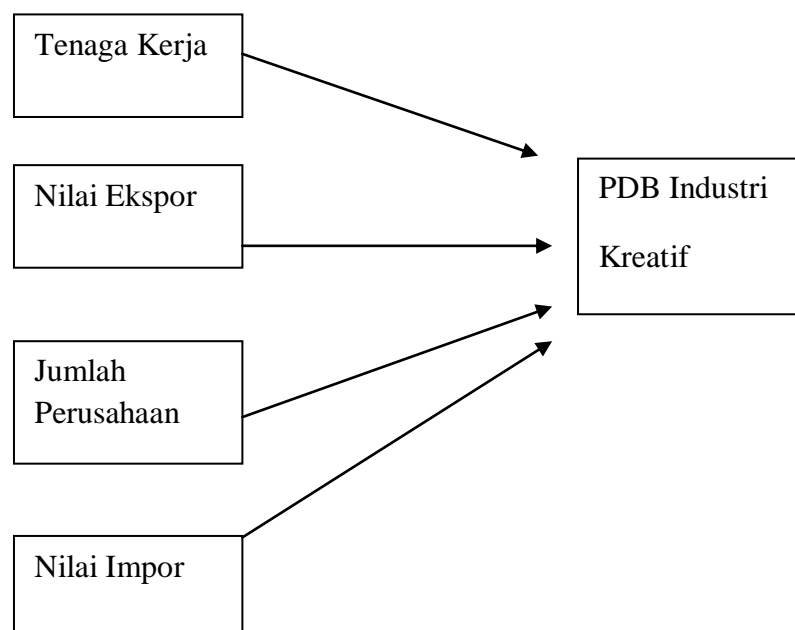 Tenaga Kerja
Nilai Ekspor
PDB Industri
Kreatif
Jumlah
Perusahaan
Nilai Impor